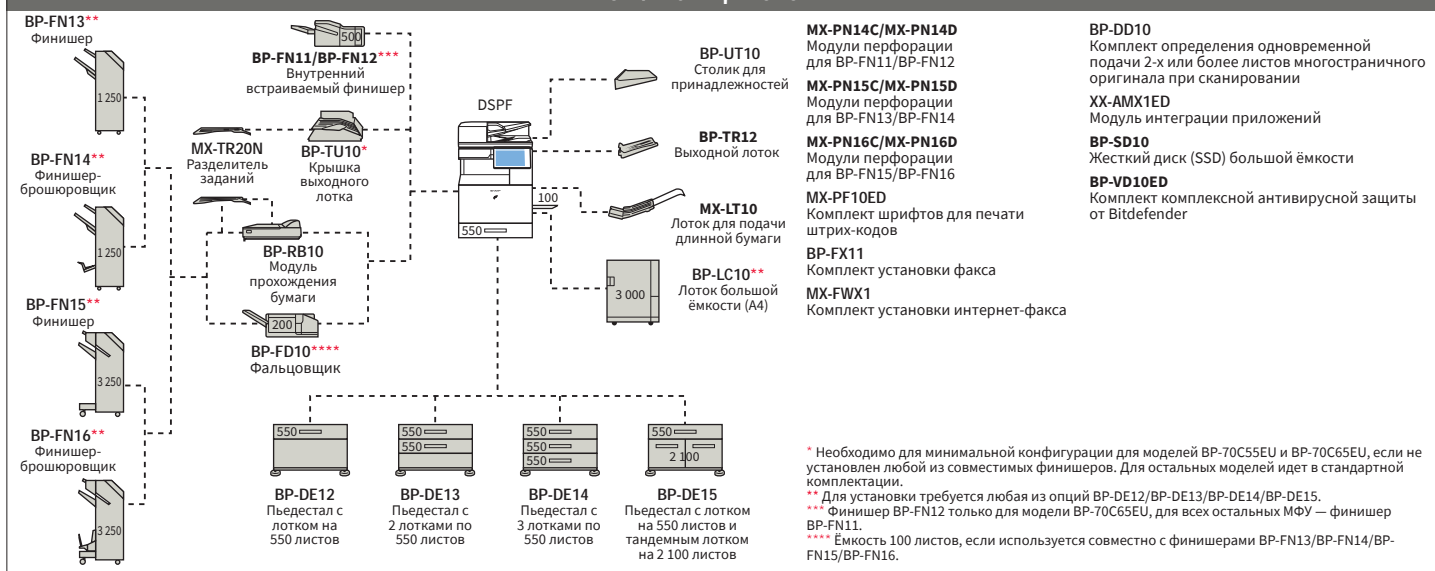 BP-FN13**
Финишер
1 250
BP-FN14**
Финишер-
брошюровщик
1 250
BP-FN15**
Финишер
3 250
BP-FN16**
Финишер-
брошюровщик
3 250
500
BP-FN11/BP-FN12***
Внутренний
встраиваемый финишер
MX-TR20N
Разделитель
заданий
BP-TU10*
Крышка
выходного
лотка
BP-RB10
Модуль
прохождения
бумаги
200
BP-FD10****
Фальцовщик
DSPF
100
550
BP-UT10
Столик для
принадлежностей
BP-TR12
Выходной лоток
MX-LT10
Лоток для подачи
длинной бумаги
BP-LC10**
Лоток большой
ёмкости (A4)
3 000
550
BP-DE12
Пьедестал с
лотком на
550 листов
550
550
BP-DE13
Пьедестал с
2 лотками по
550 листов
550
550
550
BP-DE14
Пьедестал с
3 лотками по
550 листов
550
2 100
BP-DE15
Пьедестал с лотком
на 550 листов и
тандемным лотком
на 2 100 листов
MX-PN14C/MX-PN14D
Модули перфорации
для BP-FN11/BP-FN12
MX-PN15C/MX-PN15D
Модули перфорации
для BP-FN13/BP-FN14
MX-PN16C/MX-PN16D
Модули перфорации
для BP-FN15/BP-FN16
MX-PF10ED
Комплект шрифтов для печати
штрих-кодов
BP-FX11
Комплект установки факса
MX-FWX1
Комплект установки интернет-факса
BP-DD10
Комплект определения одновременной
подачи 2-х или более листов многостраничного
оригинала при сканировании
XX-AMX1ED
Модуль интеграции приложений
BP-SD10
Жесткий диск (SSD) большой ёмкости
BP-VD10ED
Комплект комплексной антивирусной защиты
от Bitdefender
* Необходимо для минимальной конфигурации для моделей BP-70C55EU и BP-70C65EU, если не
установлен любой из совместимых финишеров. Для остальных моделей идет в стандартной
комплектации.
** Для установки требуется любая из опций BP-DE12/BP-DE13/BP-DE14/BP-DE15.
*** Финишер BP-FN12 только для модели BP-70C65EU, для всех остальных МФУ — финишер
BP-FN11.
**** Ёмкость 100 листов, если используется совместно с финишерами BP-FN13/BP-FN14/BP-
FN15/BP-FN16.